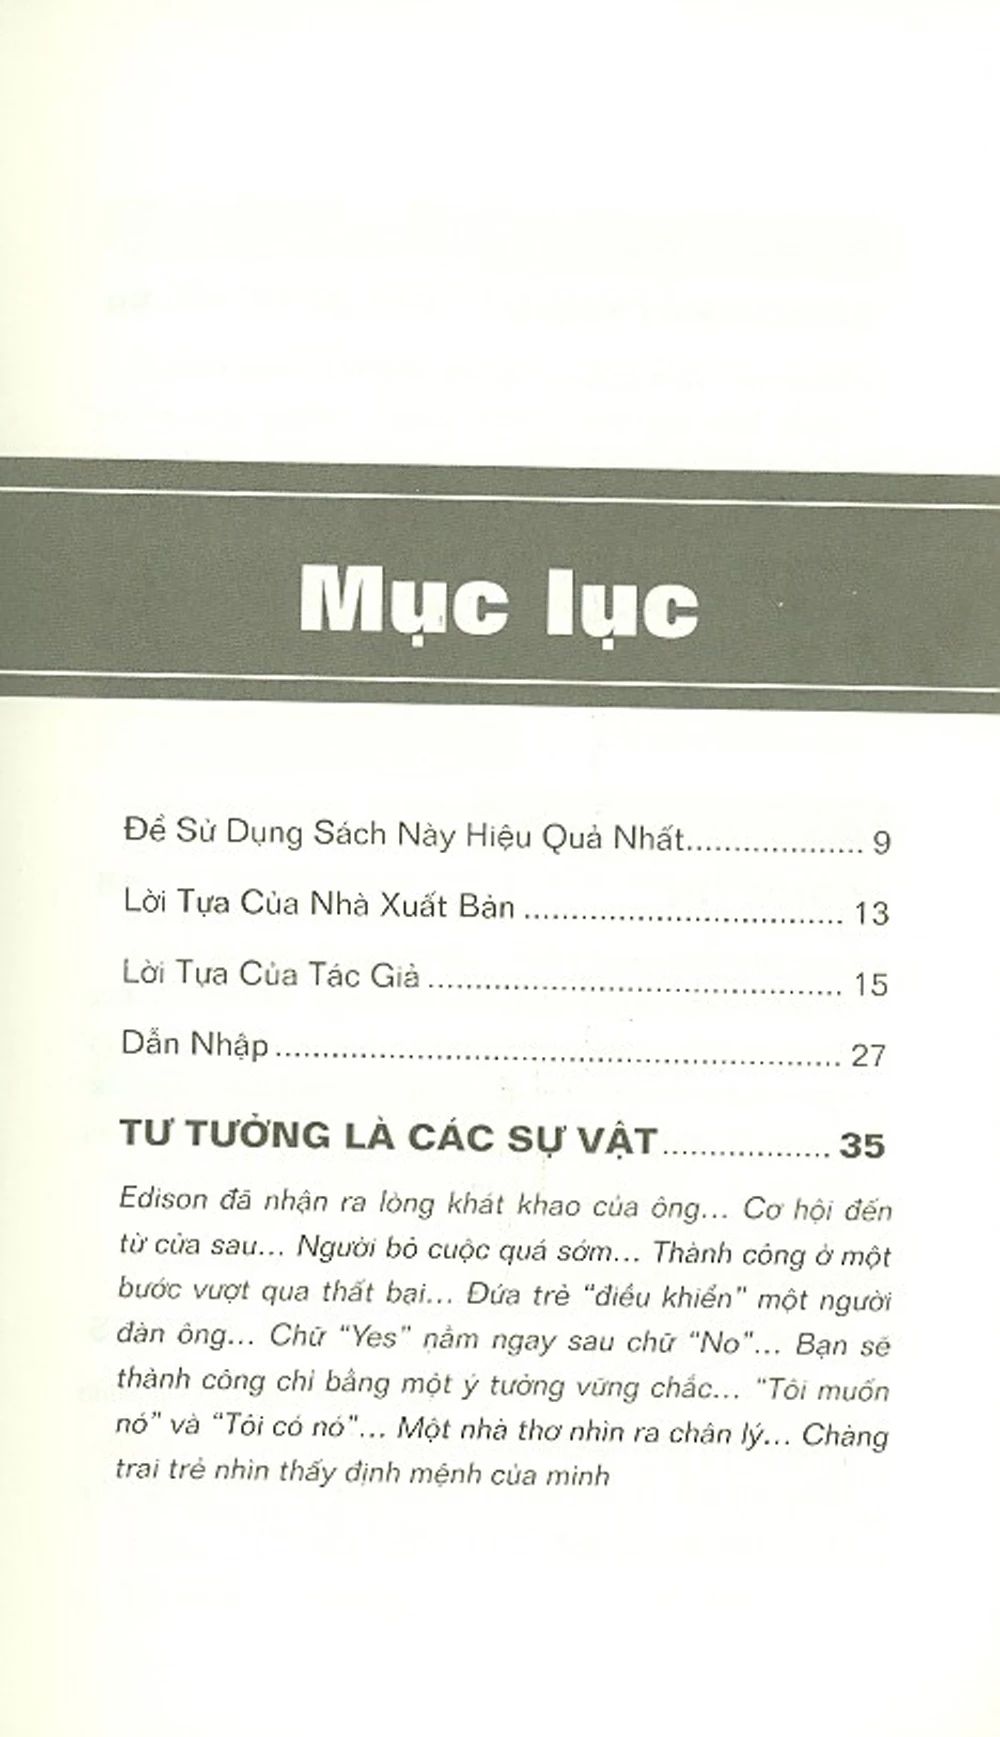 Mục lục
Để Sử Dụng Sách Này Hiệu Quả Nhất................... 9
Lời Tựa Của Nhà Xuất Bản .................................. 13
Lời Tựa Của Tác Giả ............................................ 15
Dẫn Nhập ............................................................ 27
TƯ TƯỞNG LÀ CÁC SỰ VẬT .................. 35
Edison đã nhận ra lòng khát khao của ông... Cơ hội đến
từ cửa sau... Người bỏ cuộc quá sớm... Thành công ở một
bước vượt qua thất bại... Đứa trẻ “điều khiển” một người
đàn ông... Chữ “Yes” nằm ngay sau chữ “No”... Bạn sẽ
thành công chỉ bằng một ý tưởng vững chắc... “Tôi muốn
nó” và “Tôi có nó”... Một nhà thơ nhìn ra chân lý... Chàng
trai trẻ nhìn thấy định mệnh của mình